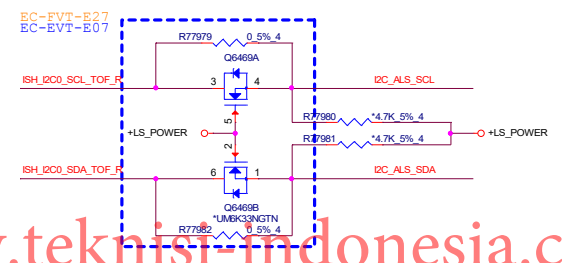 EC-FVT-E27
EC-EVT-E07
R77979 0_5%_4
Q6469A
ISH_I2C0_SCL_TOF_R 3 4 I2C_ALS_SCL
5
R77980 *4.7K_5%_4
+LS_POWER +LS_POWER
R77981 *4.7K_5%_4
2
ISH_I2C0_SDA_TOF_R 6 1 I2C_ALS_SDA
Q6469B
*UM6K33NGTN
R77982 0_5%_4
.teknisi-indonesia.c